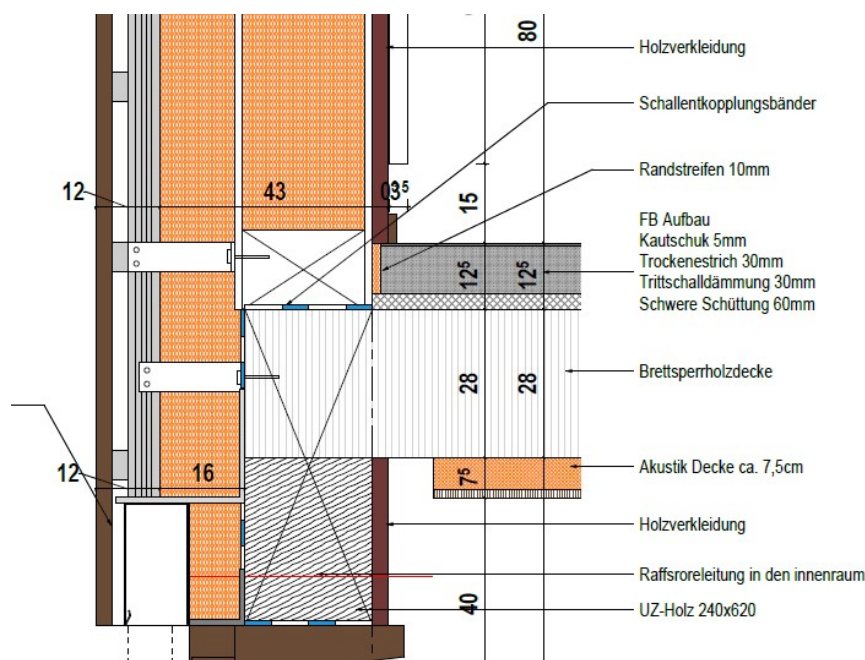 80
Holzverkleidung
Schallentkopplungsbänder
Randstreifen 10mm
12
43
03⁵
15
FB Aufbau
Kautschuk 5mm
Trockenestrich 30mm
Trittschalldämmung 30mm
Schwere Schüttung 60mm
12⁵
12⁵
28
28
Brettsperrholzdecke
12
16
7⁵
Akustik Decke ca. 7,5cm
Holzverkleidung
Raffsroreleitung in den innenraum
40
UZ-Holz 240x620